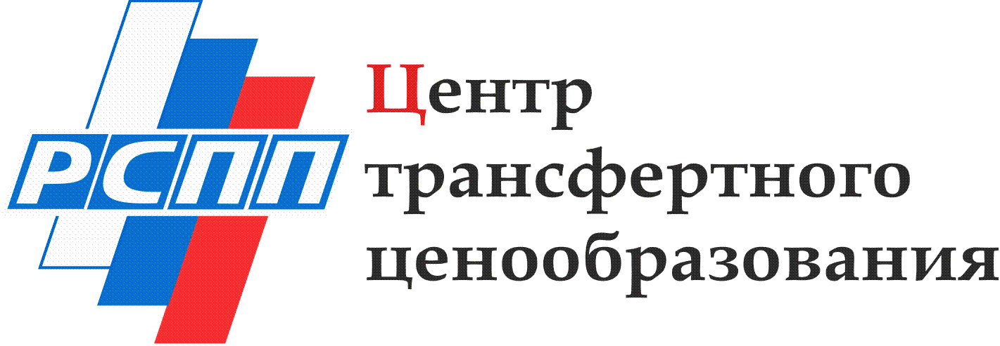 РСПП
Центр
трансфертного
ценообразования